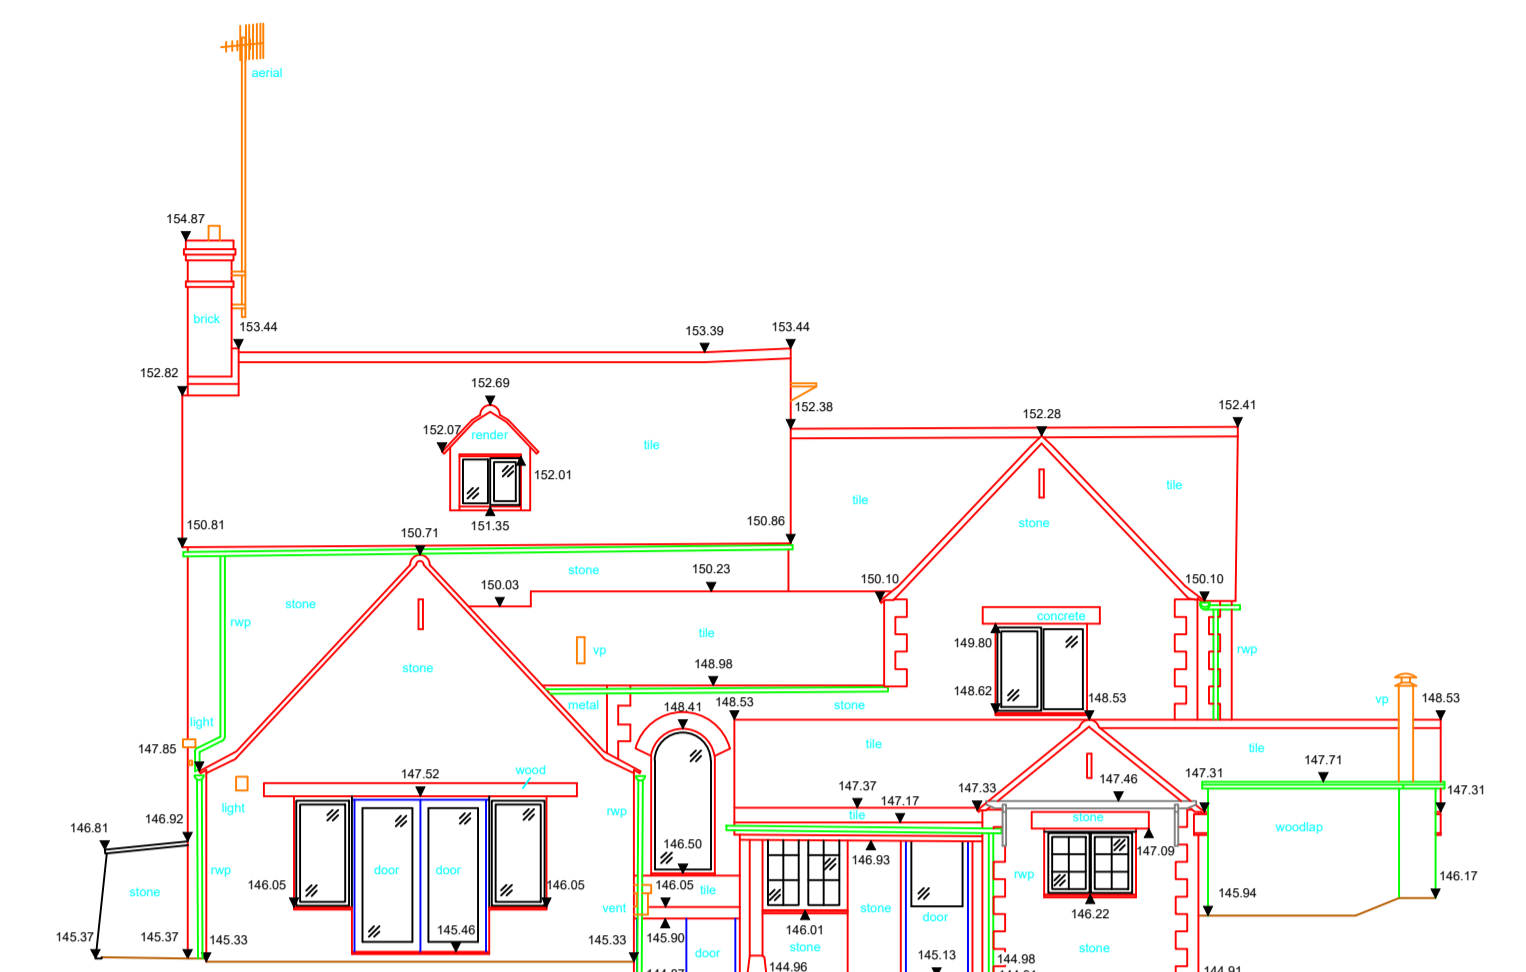 aerial
154.87
brick
153.44
153.39
153.44
152.82
152.69
152.38
152.41
152.07
render
152.28
tile
152.01
tile
tile
151.35
150.81
150.86
stone
150.71
stone
150.23
150.10
150.10
150.03
stone
rwp
concrete
tile
149.80
vp
rwp
stone
148.98
148.62
148.53
vp
148.53
metal
148.41
148.53
stone
light
tile
tile
147.85
wood
147.71
147.52
147.37
147.33
147.46
147.31
147.31
light
rwp
147.17
tile
stone
146.81
146.92
woodlap
146.50
146.93
147.09
door
door
rwp
rwp
146.05
146.05
146.05
tile
146.17
stone
145.94
vent
stone
door
146.22
146.01
145.37
145.37
145.33
145.46
145.33
145.90
door
stone
145.13
stone
144.96
144.98
144.91